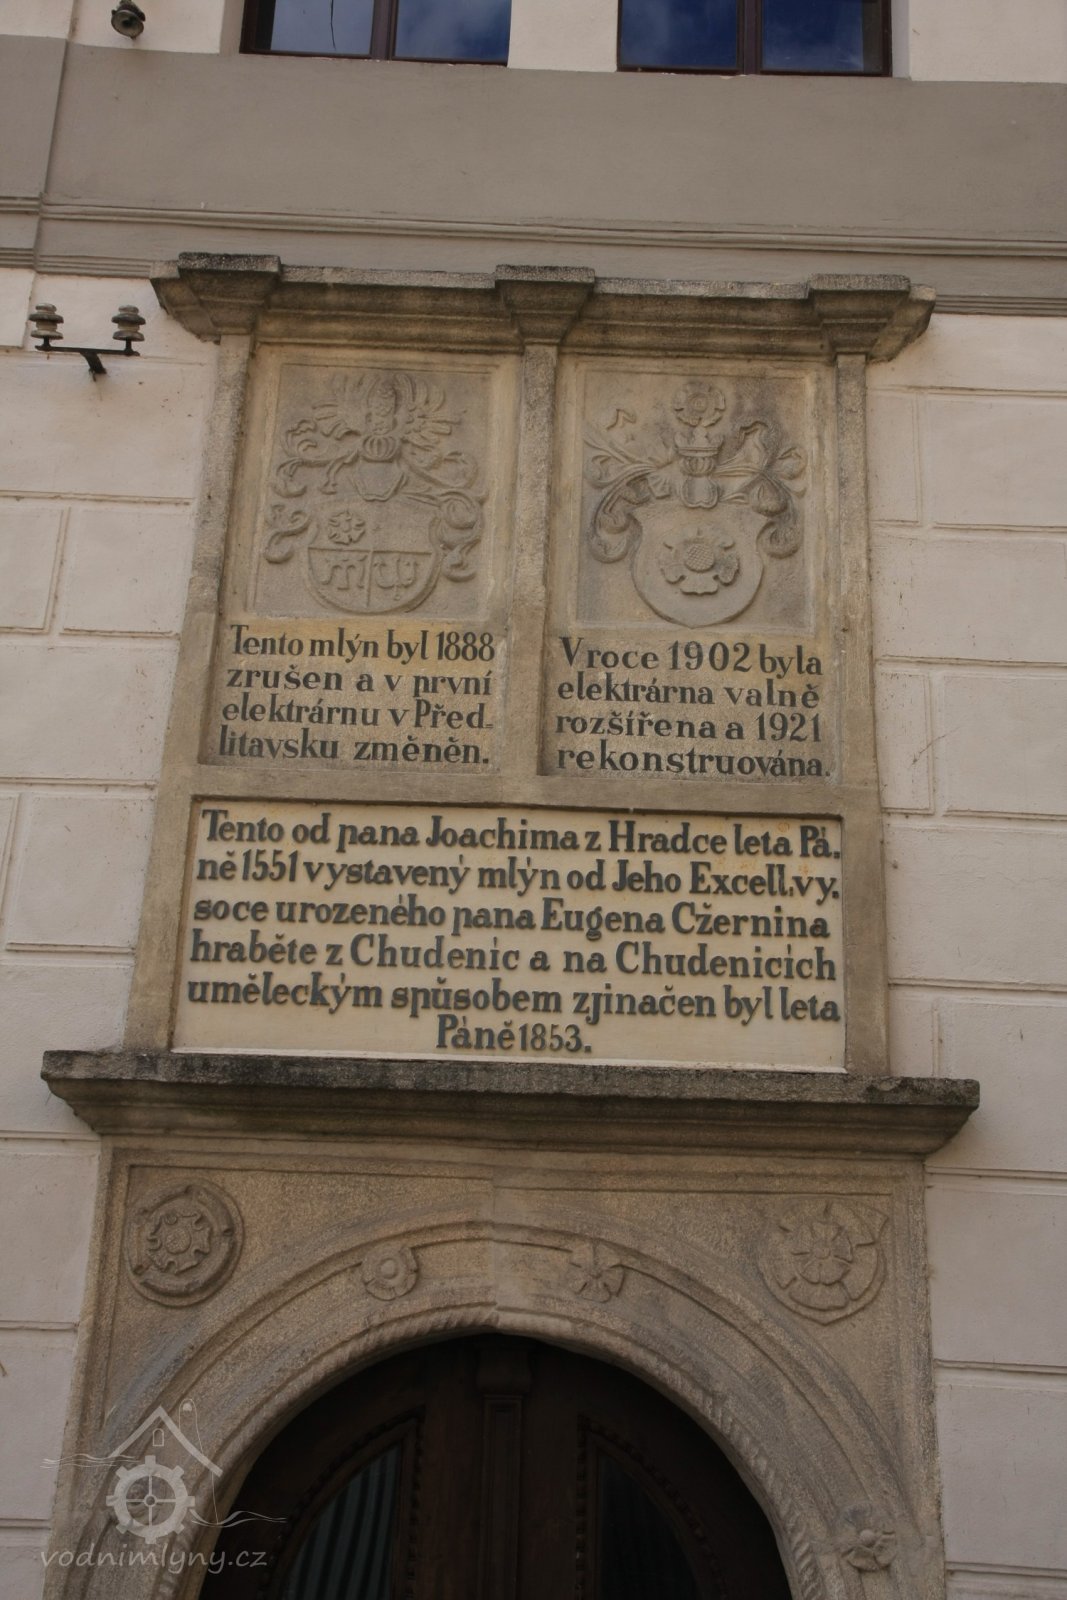 Tento mlýn byl 1888
zrušen a v první
elektrárnu v Před-
litavsku změněn.
V roce 1902 byla
elektrárna valně
rozšířena a 1921
rekonstruována.
Tento od pana Joachima z Hradce leta Pá.
ně 1551 vystavený mlýn od Jeho Excell. vy.
soce urozeného pana Eugena Cžernina
hraběte z Chudenic a na Chudenicích
uměleckým spůsobem zjinačen byl leta
Páně 1853.
vodnimlyny.cz